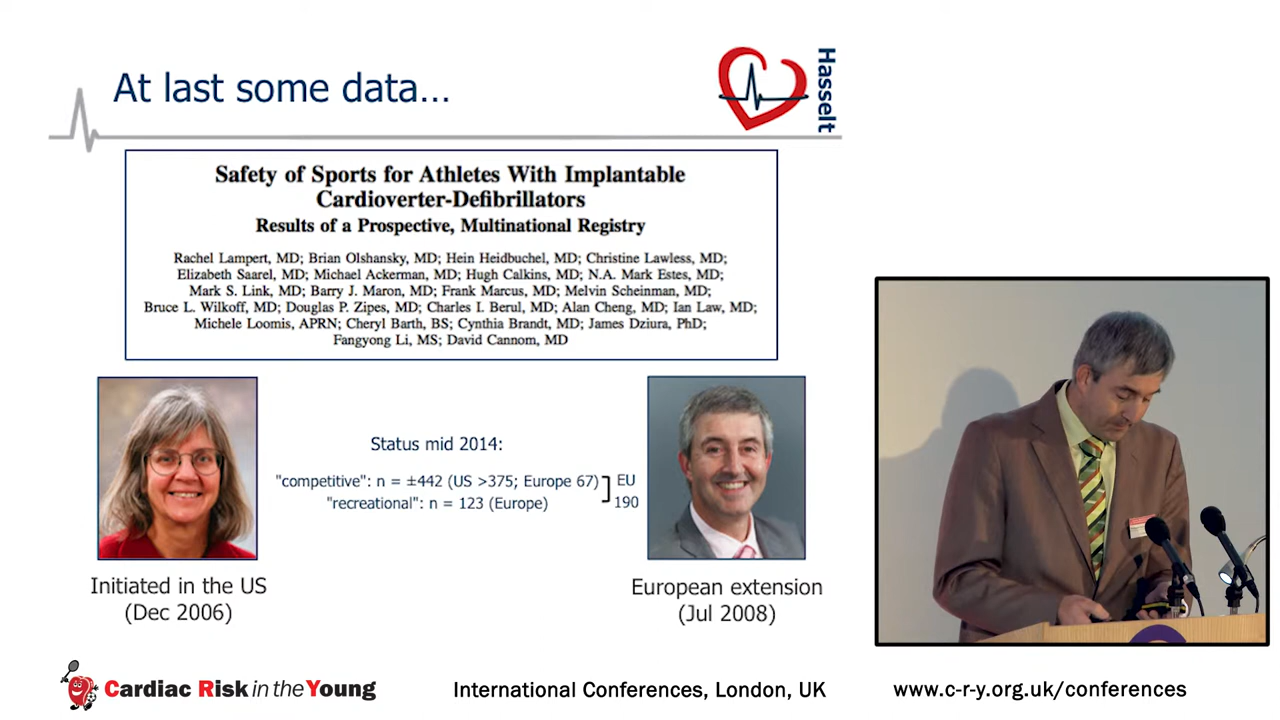 At last some data...
Hasselt
Safety of Sports for Athletes With Implantable
Cardioverter-Defibrillators
Results of a Prospective, Multinational Registry
Rachel Lampert, MD; Brian Olshansky, MD; Hein Heidbuchel, MD; Christine Lawless, MD;
Elizabeth Saarel, MD; Michael Ackerman, MD; Hugh Calkins, MD; N.A. Mark Estes, MD;
Mark S. Link, MD; Barry J. Maron, MD; Frank Marcus, MD; Melvin Scheinman, MD;
Bruce L. Wilkoff, MD; Douglas P. Zipes, MD; Charles I. Berul, MD; Alan Cheng, MD; Ian Law, MD;
Michele Loomis, APRN; Cheryl Barth, BS; Cynthia Brandt, MD; James Dziura, PhD;
Fangyong Li, MS; David Cannom, MD
Status mid 2014:
"competitive": n = ±442 (US >375; Europe 67)
"recreational": n = 123 (Europe)
EU
190
Initiated in the US
(Dec 2006)
European extension
(Jul 2008)
Cardiac Risk in the Young
International Conferences, London, UK
www.c-r-y.org.uk/conferences